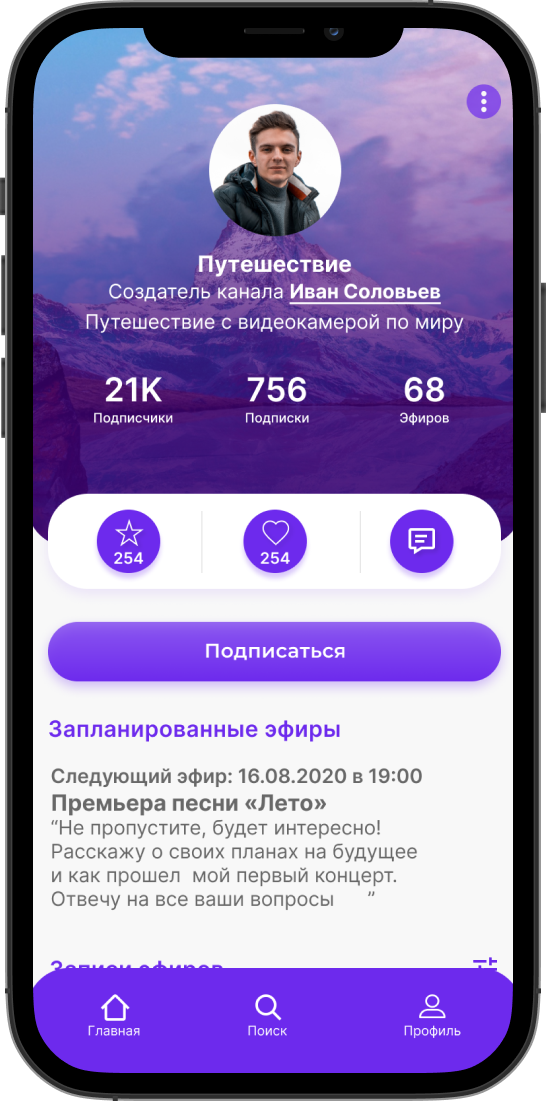 Путешествие
Создатель канала Иван Соловьев
Путешествие с видеокамерой по миру
21K 756 68
Подписчики Подписки Эфиров
254 254
Подписаться
Запланированные эфиры
Следующий эфир: 16.08.2020 в 19:00
Премьера песни «Лето»
“Не пропустите, будет интересно!
Расскажу о своих планах на будущее
и как прошел  мой первый концерт.
Отвечу на все ваши вопросы ”
Записи эфиров
Главная Поиск Профиль